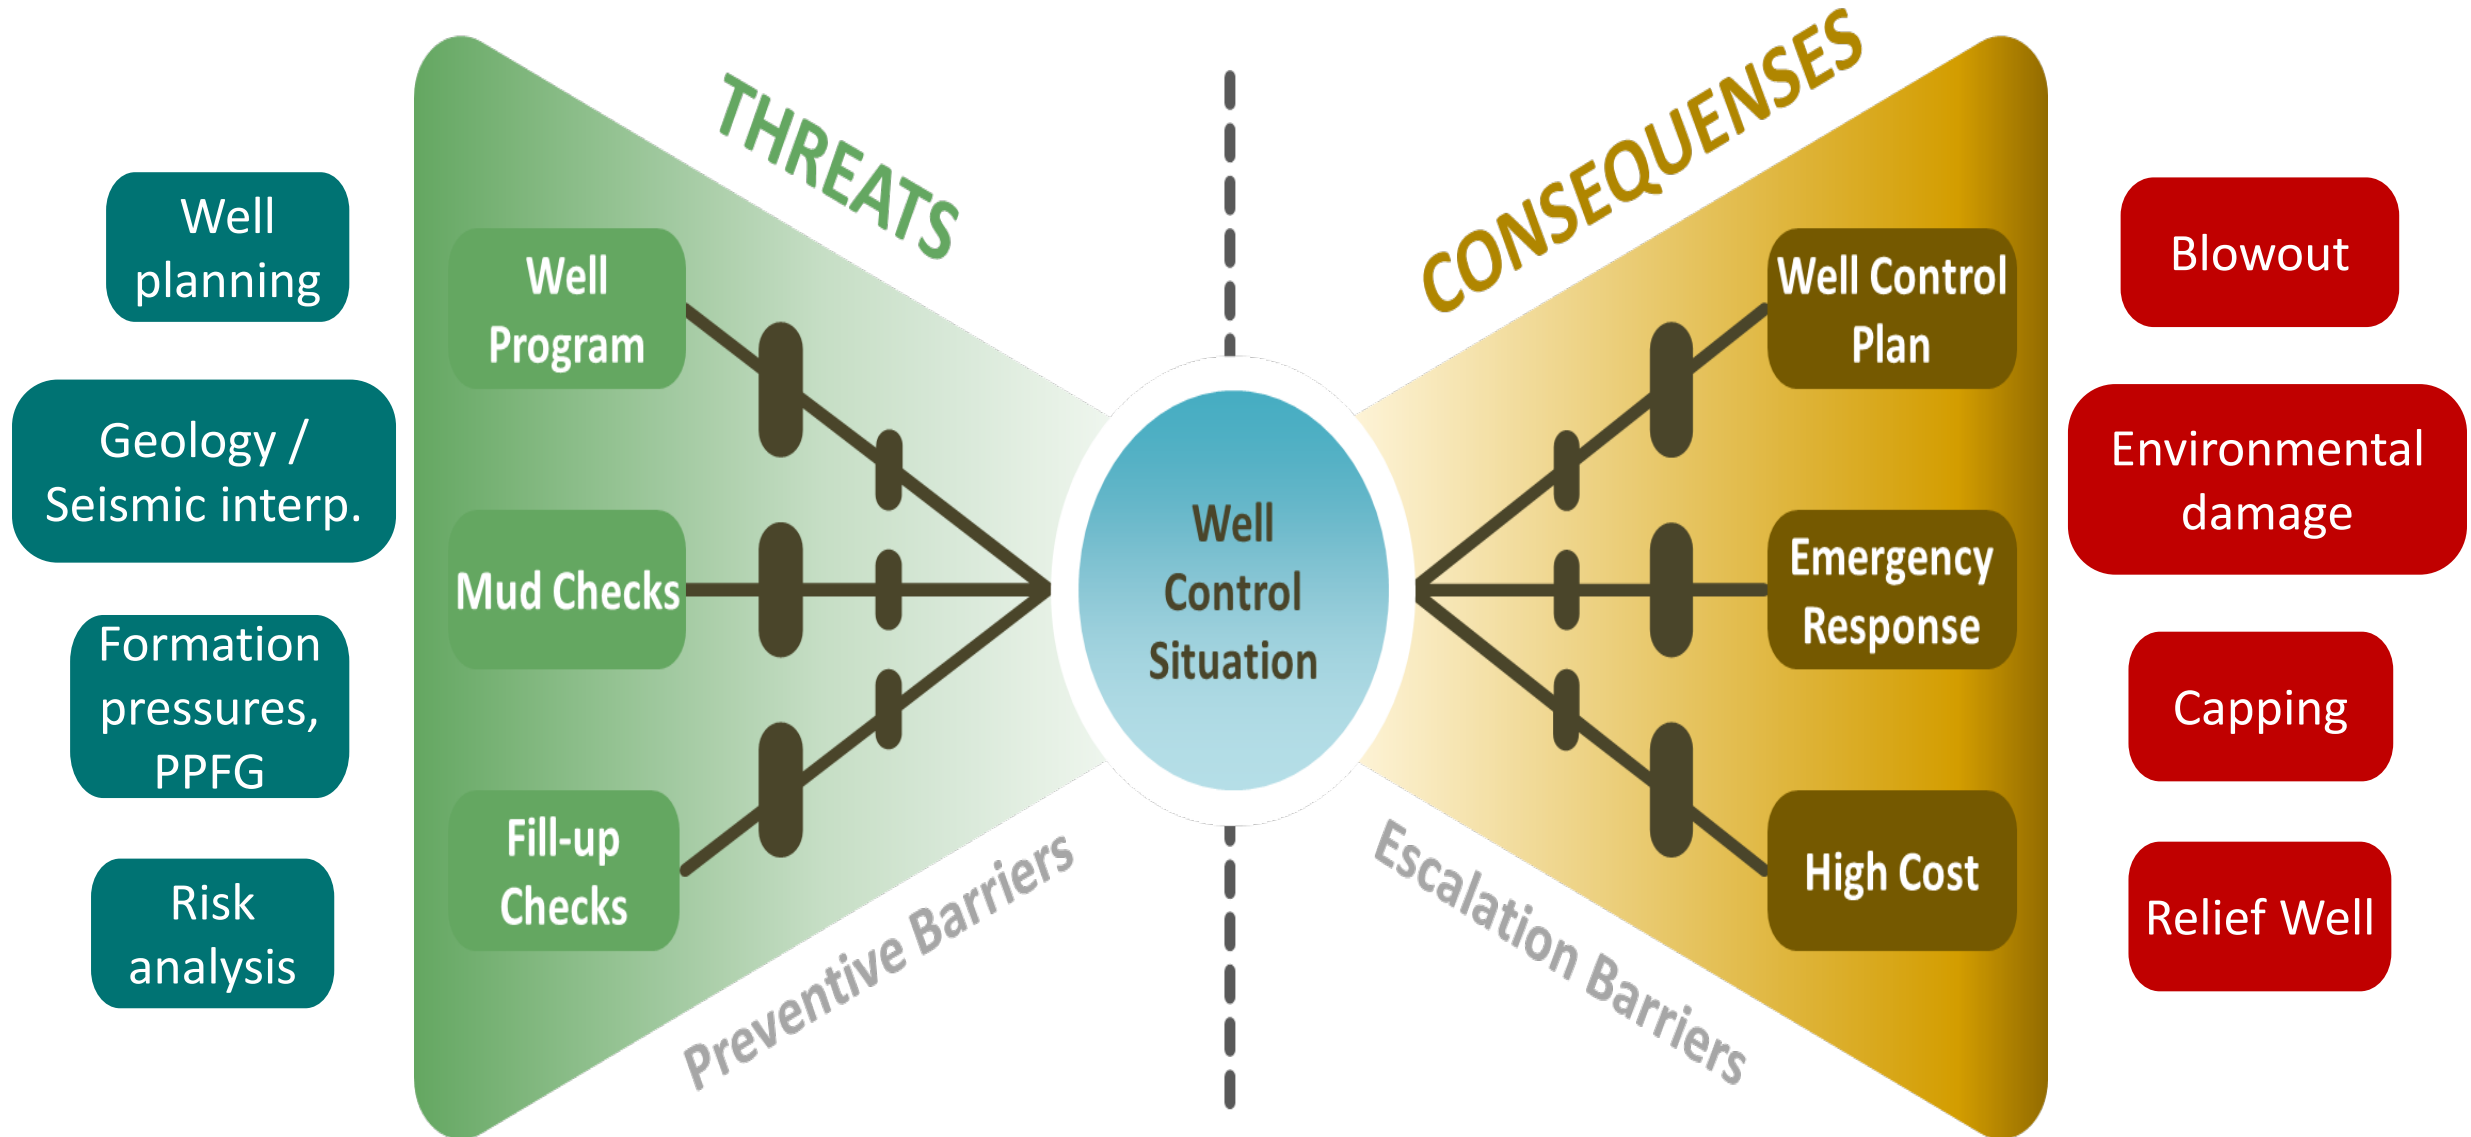 Well
planning
Geology /
Seismic interp.
Formation
pressures,
PPFG
Risk
analysis
THREATS
Well
Program
Mud Checks
Fill-up
Checks
Preventive Barriers
Well
Control
Situation
CONSEQUENSES
Well Control
Plan
Emergency
Response
High Cost
Escalation Barriers
Blowout
Environmental
damage
Capping
Relief Well